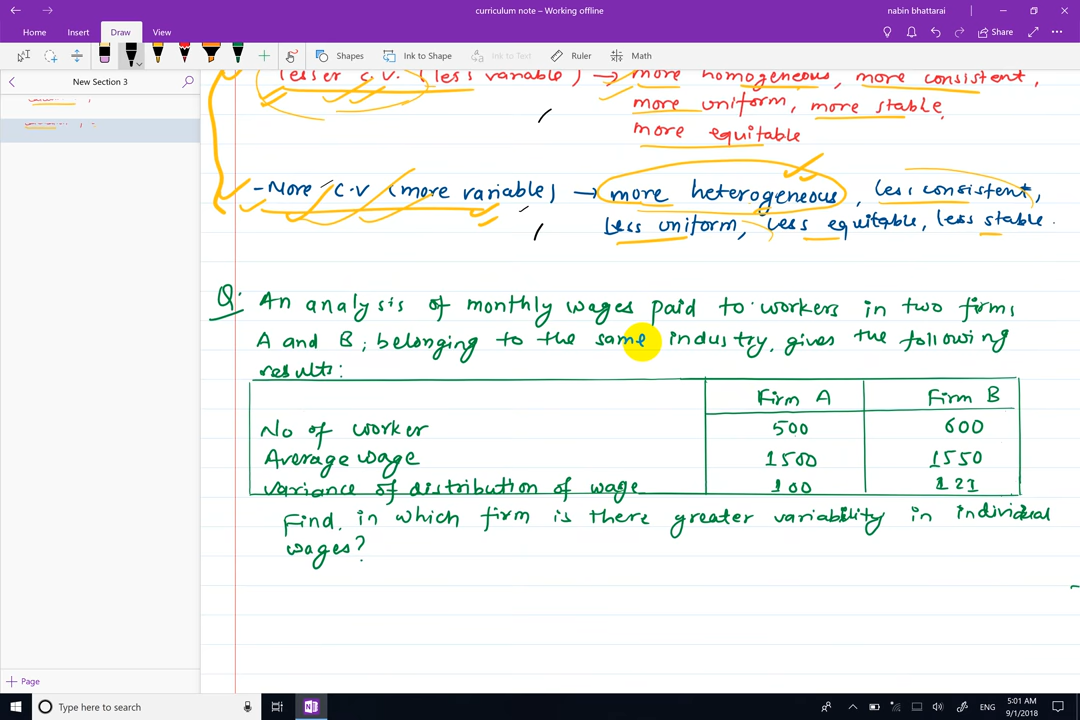 curriculum note – Working offline
nabin bhattarai
Home Insert Draw View
Share
Shapes Ink to Shape Ink to Text Ruler Math
New Section 3
lesser c.v. (less variable) → more homogeneous, more consistent,
more uniform, more stable,
more equitable
- More C.V (more variable) → more heterogeneous, less consistent,
less uniform, less equitable, less stable.
Q: An analysis of monthly wages paid to workers in two firms
A and B, belonging to the same industry, gives the following
results:
Firm A Firm B
No of worker 500 600
Average wage 1500 1550
variance of distribution of wage 100 121
Find, in which firm is there greater variability in individual
wages?
Page
Type here to search
ENG
5:01 AM
9/1/2018